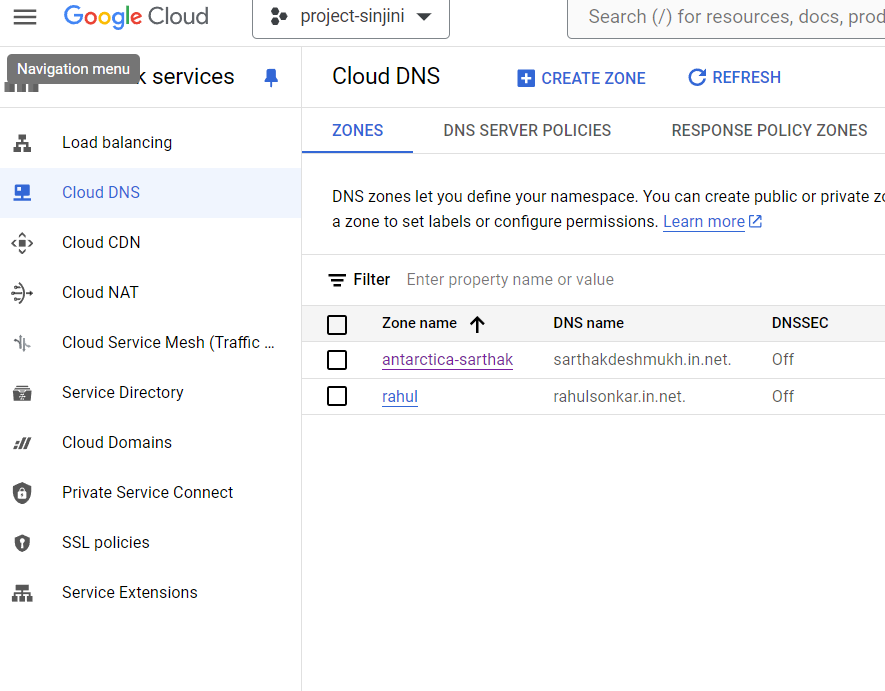 Google Cloud
project-sinjini
Search (/) for resources, docs, prod
Navigation menu
k services
Cloud DNS
CREATE ZONE
REFRESH
Load balancing
Cloud DNS
Cloud CDN
Cloud NAT
Cloud Service Mesh (Traffic ...
Service Directory
Cloud Domains
Private Service Connect
SSL policies
Service Extensions
ZONES
DNS SERVER POLICIES
RESPONSE POLICY ZONES
DNS zones let you define your namespace. You can create public or private zo
a zone to set labels or configure permissions. Learn more
Filter Enter property name or value
Zone name DNS name DNSSEC
antarctica-sarthak sarthakdeshmukh.in.net. Off
rahul rahulsonkar.in.net. Off